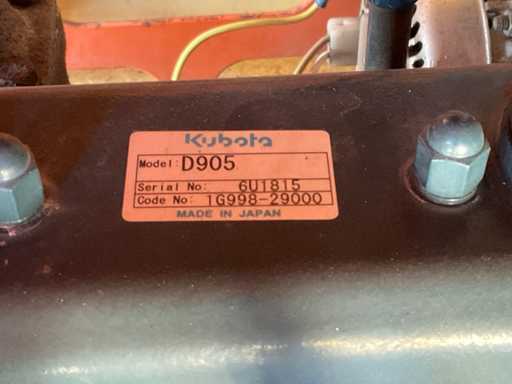 Kubota
Model: D905
Serial No: 6U1815
Code No: 1G998-29000
MADE IN JAPAN